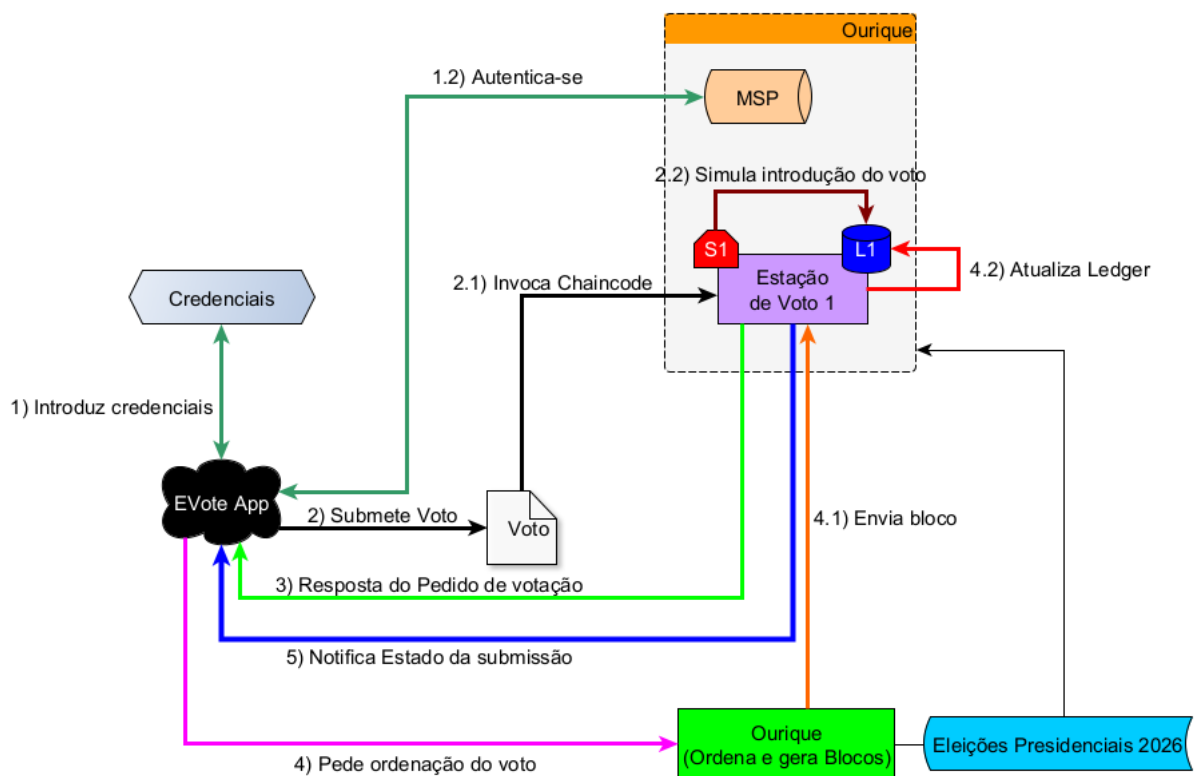 Ourique
1.2) Autentica-se
MSP
2.2) Simula introdução do voto
S1
L1
2.1) Invoca Chaincode
Estação
de Voto 1
4.2) Atualiza Ledger
Credenciais
1) Introduz credenciais
EVote App
2) Submete Voto
Voto
4.1) Envia bloco
3) Resposta do Pedido de votação
5) Notifica Estado da submissão
Ourique
(Ordena e gera Blocos)
Eleições Presidenciais 2026
4) Pede ordenação do voto